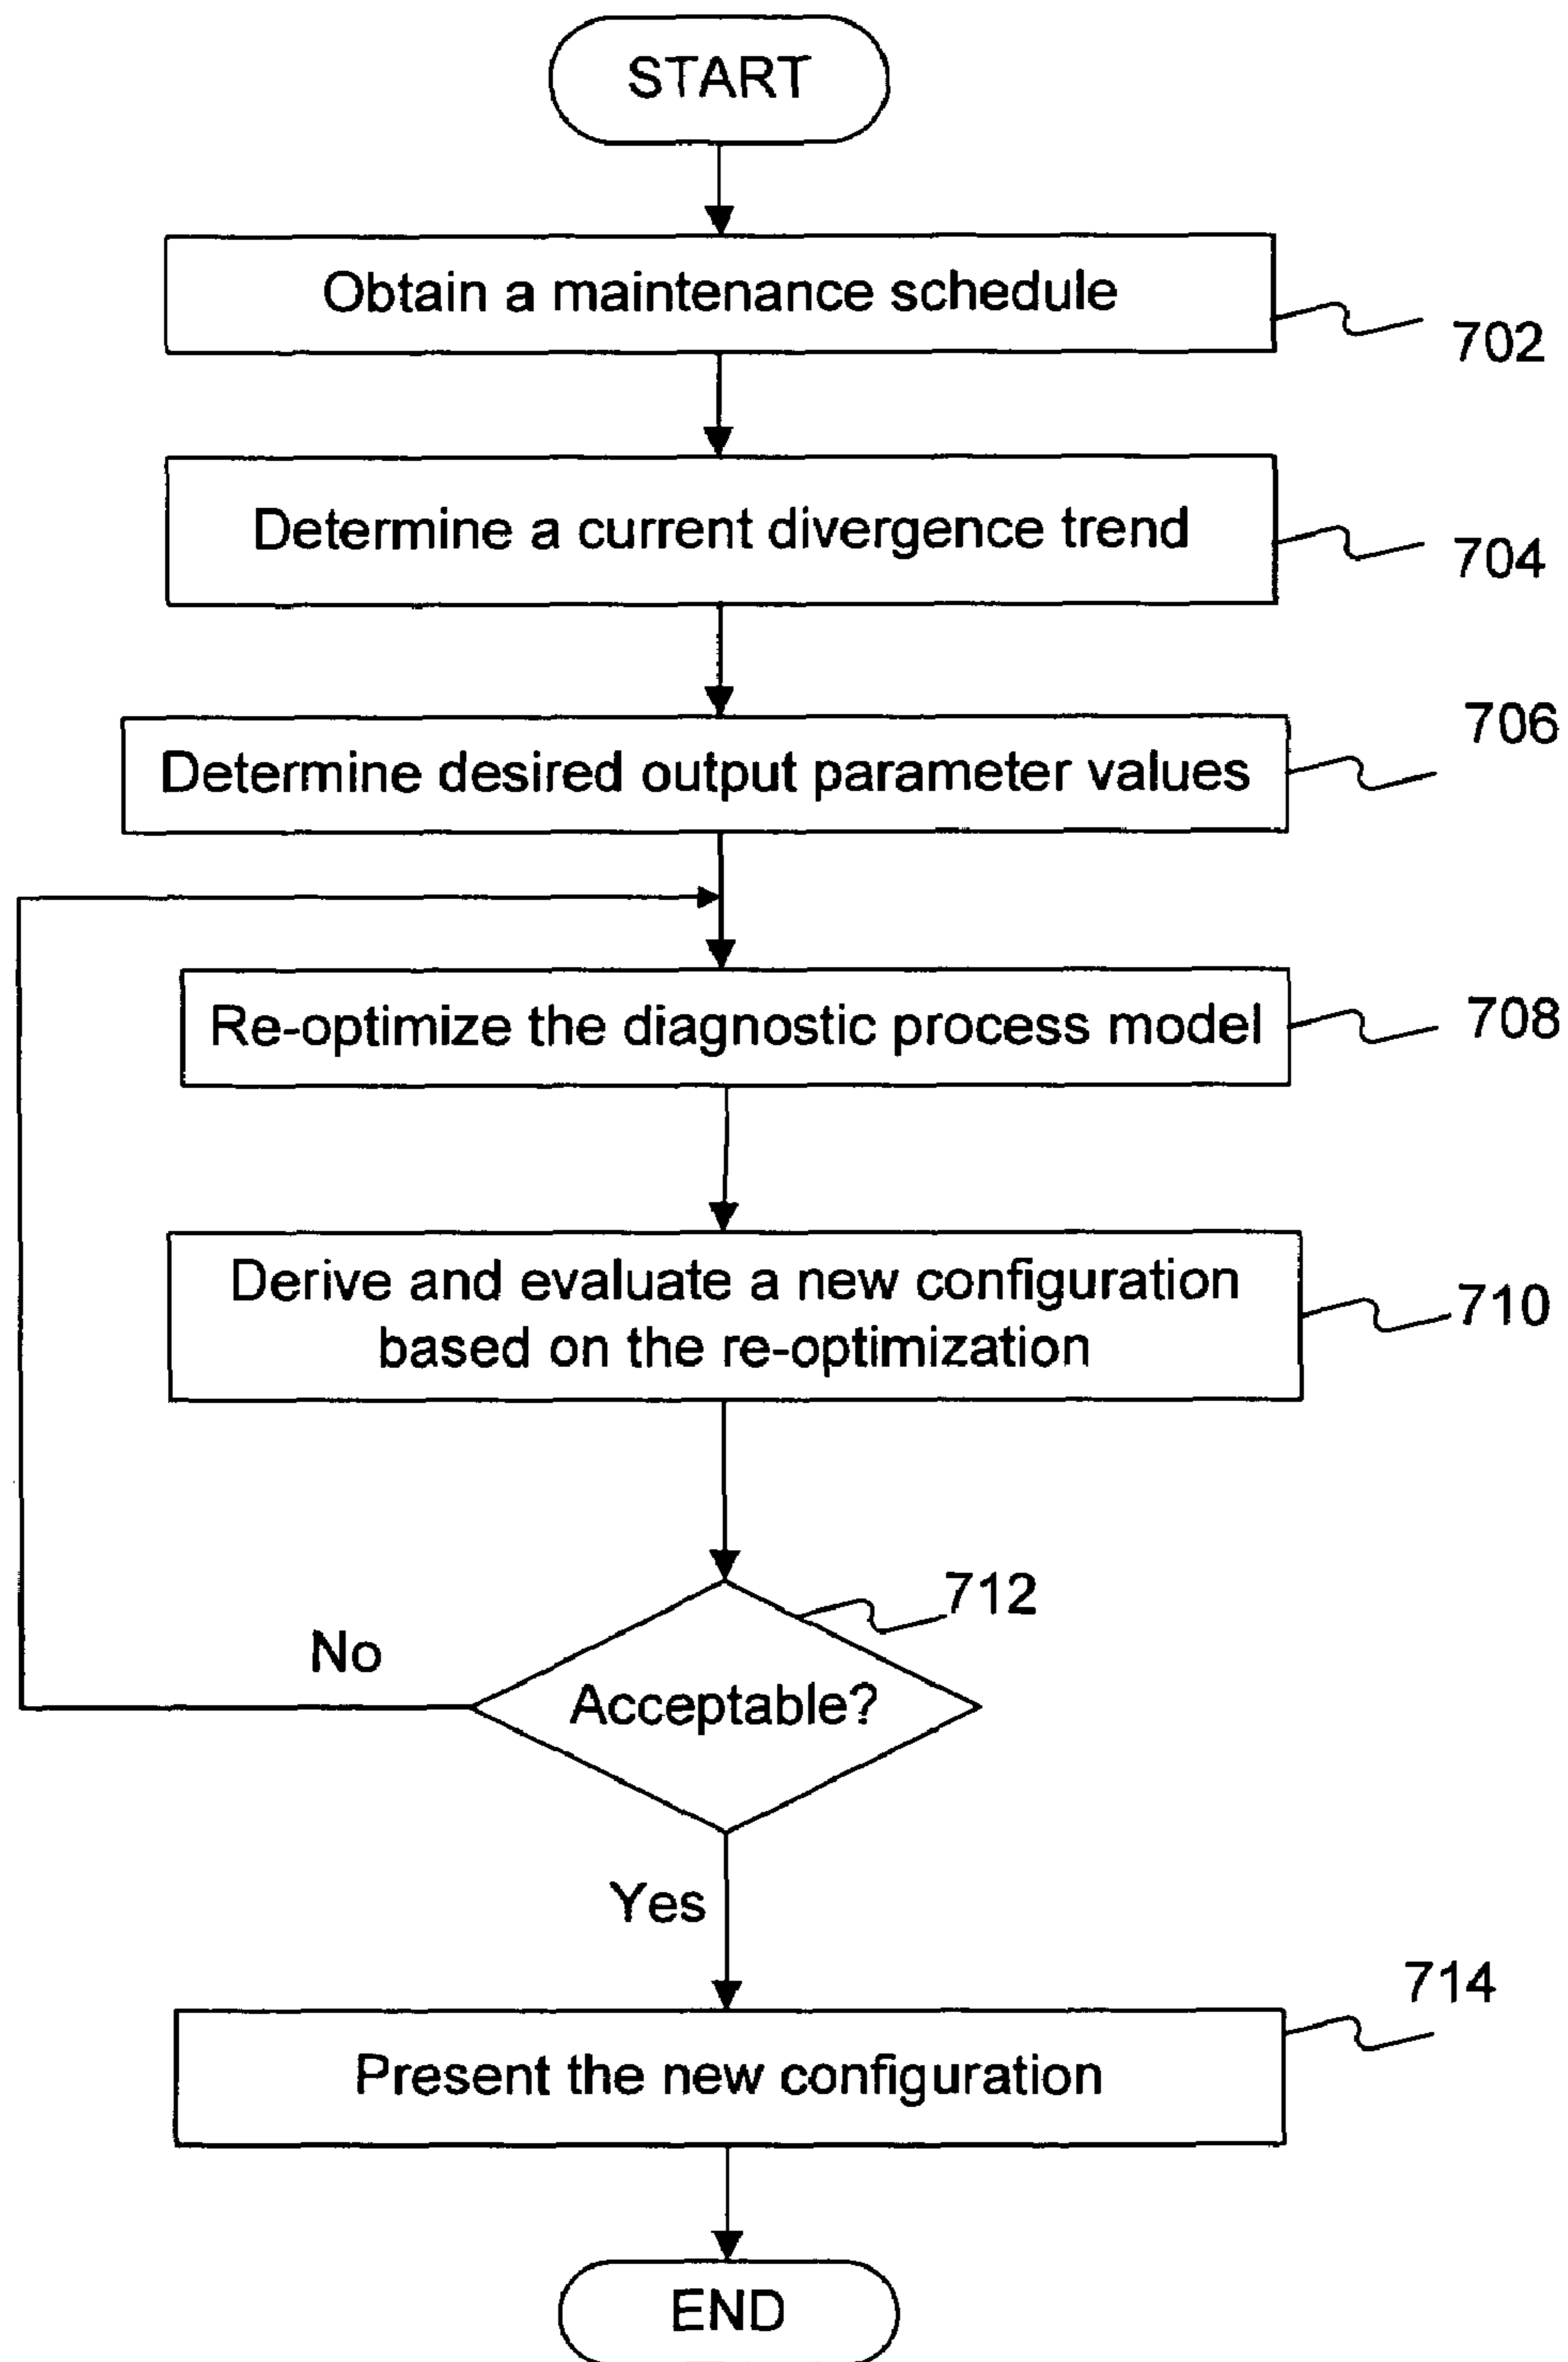 START
Obtain a maintenance schedule
702
Determine a current divergence trend
704
706
Determine desired output parameter values
Re-optimize the diagnostic process model
708
Derive and evaluate a new configuration
based on the re-optimization
710
712
No
Acceptable?
Yes
714
Present the new configuration
END